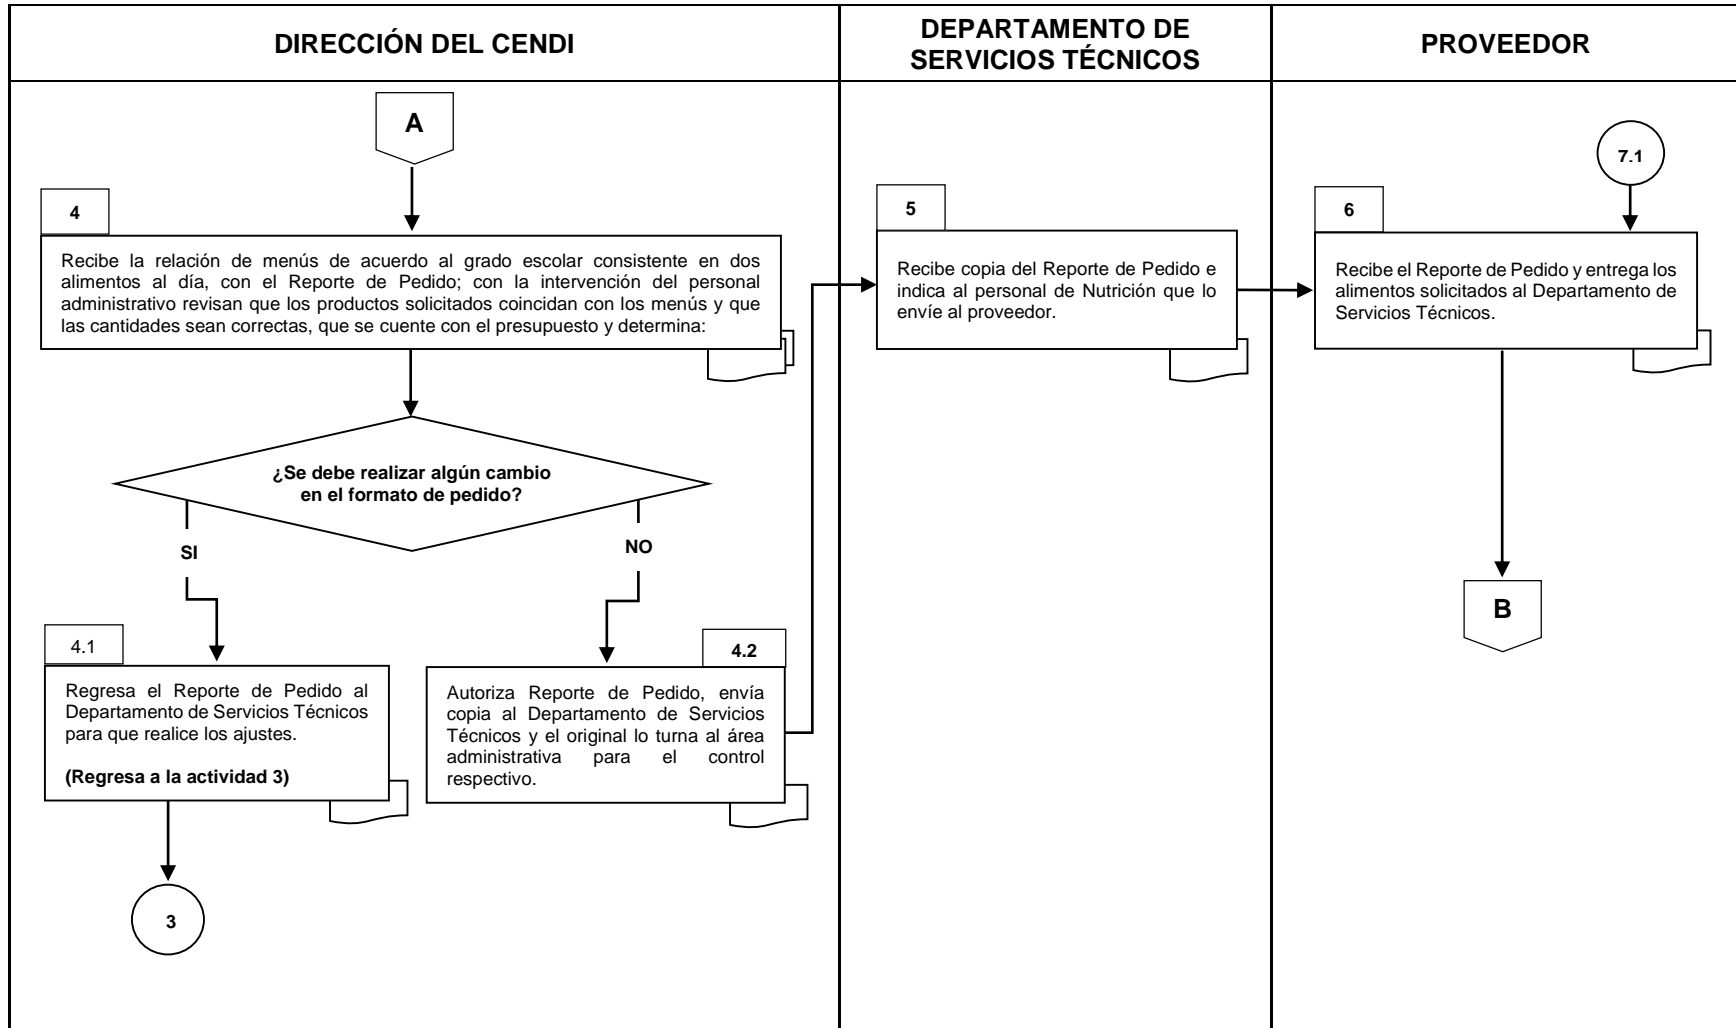 DIRECCIÓN DEL CENDI
DEPARTAMENTO DE
SERVICIOS TÉCNICOS
PROVEEDOR
A
4
Recibe la relación de menús de acuerdo al grado escolar consistente en dos
alimentos al día, con el Reporte de Pedido; con la intervención del personal
administrativo revisan que los productos solicitados coincidan con los menús y que
las cantidades sean correctas, que se cuente con el presupuesto y determina:
¿Se debe realizar algún cambio
en el formato de pedido?
SI
NO
4.1
Regresa el Reporte de Pedido al
Departamento de Servicios Técnicos
para que realice los ajustes.
(Regresa a la actividad 3)
3
4.2
Autoriza Reporte de Pedido, envía
copia al Departamento de Servicios
Técnicos y el original lo turna al área
administrativa para el control
respectivo.
5
Recibe copia del Reporte de Pedido e
indica al personal de Nutrición que lo
envíe al proveedor.
7.1
6
Recibe el Reporte de Pedido y entrega los
alimentos solicitados al Departamento de
Servicios Técnicos.
B